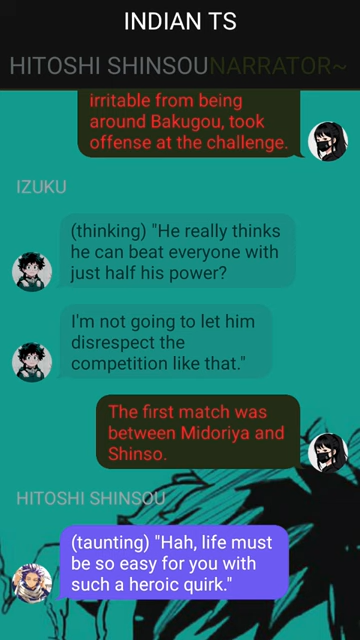 INDIAN TS
HITOSHI SHINSOU NARRATOR~
irritable from being
around Bakugou, took
offense at the challenge.
IZUKU
(thinking) "He really thinks
he can beat everyone with
just half his power?
I'm not going to let him
disrespect the
competition like that."
The first match was
between Midoriya and
Shinso.
HITOSHI SHINSOU
(taunting) "Hah, life must
be so easy for you with
such a heroic quirk."